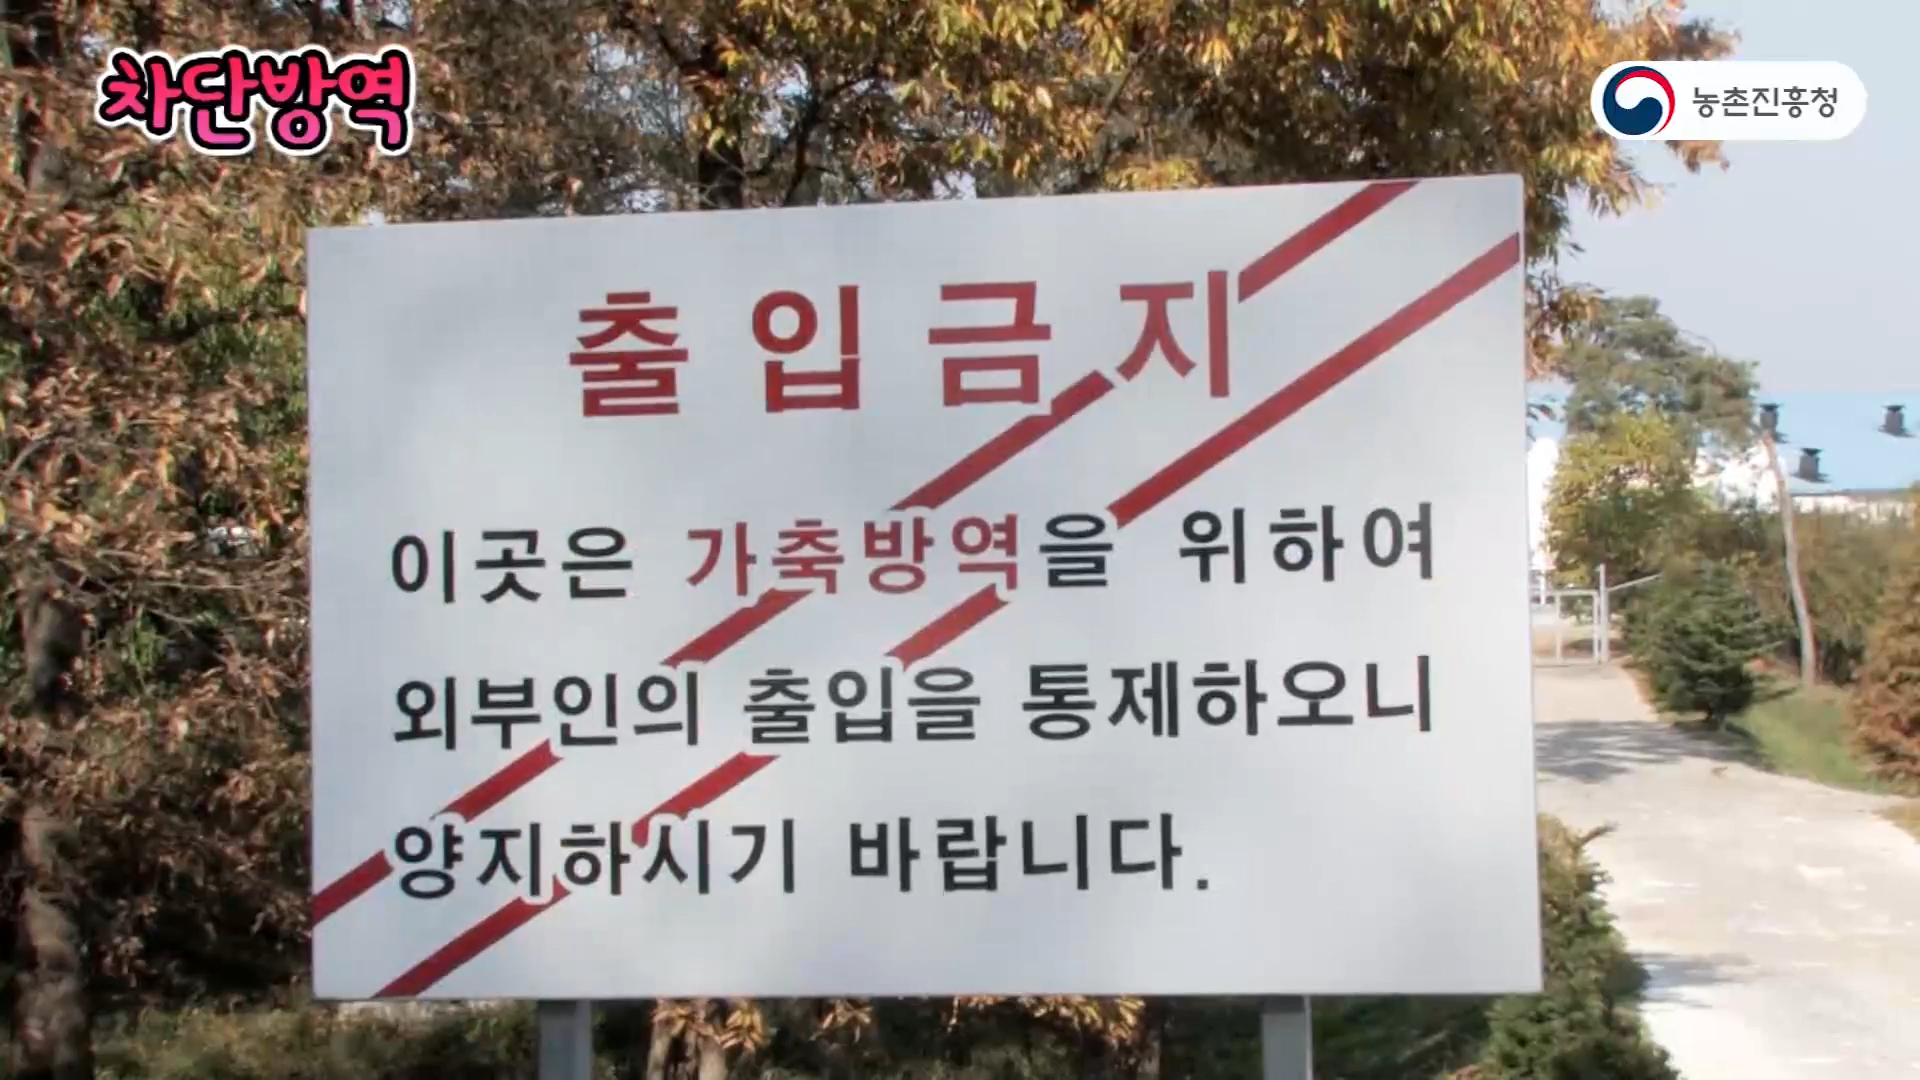 차단방역
농촌진흥청
출입금지
이곳은 가축방역을 위하여
외부인의 출입을 통제하오니
양지하시기 바랍니다.